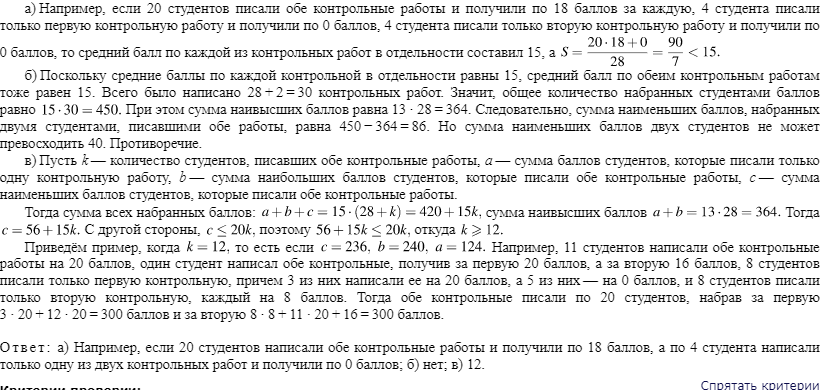 а) Например, если 20 студентов писали обе контрольные работы и получили по 18 баллов за каждую, 4 студента писали
только первую контрольную работу и получили по 0 баллов, 4 студента писали только вторую контрольную работу и получили по
0 баллов, то средний балл по каждой из контрольных работ в отдельности составил 15, а S = (20·18+0)/28 = 90/7 < 15.
б) Поскольку средние баллы по каждой контрольной в отдельности равны 15, средний балл по обеим контрольным работам
тоже равен 15. Всего было написано 28 + 2 = 30 контрольных работ. Значит, общее количество набранных студентами баллов
равно 15 · 30 = 450. При этом сумма наивысших баллов равна 13 · 28 = 364. Следовательно, сумма наименьших баллов, набранных
двумя студентами, писавшими обе работы, равна 450 − 364 = 86. Но сумма наименьших баллов двух студентов не может
превосходить 40. Противоречие.
в) Пусть k — количество студентов, писавших обе контрольные работы, a — сумма баллов студентов, которые писали только
одну контрольную работу, b — сумма наибольших баллов студентов, которые писали обе контрольные работы, c — сумма
наименьших баллов студентов, которые писали обе контрольные работы.
Тогда сумма всех набранных баллов: a + b + c = 15 · (28 + k) = 420 + 15k, сумма наивысших баллов a + b = 13 · 28 = 364. Тогда
c = 56 + 15k. С другой стороны, c ≤ 20k, поэтому 56 + 15k ≤ 20k, откуда k ⩾ 12.
Приведём пример, когда k = 12, то есть если c = 236, b = 240, a = 124. Например, 11 студентов написали обе контрольные
работы на 20 баллов, один студент написал обе контрольные, получив за первую 20 баллов, а за вторую 16 баллов, 8 студентов
писали только первую контрольную, причем 3 из них написали ее на 20 баллов, а 5 из них — на 0 баллов, и 8 студентов писали
только вторую контрольную, каждый на 8 баллов. Тогда обе контрольные писали по 20 студентов, набрав за первую
3 · 20 + 12 · 20 = 300 баллов и за вторую 8 · 8 + 11 · 20 + 16 = 300 баллов.
Ответ: а) Например, если 20 студентов написали обе контрольные работы и получили по 18 баллов, а по 4 студента написали
только одну из двух контрольных работ и получили по 0 баллов; б) нет; в) 12.
Критерии проверки:
Спрятать критерии